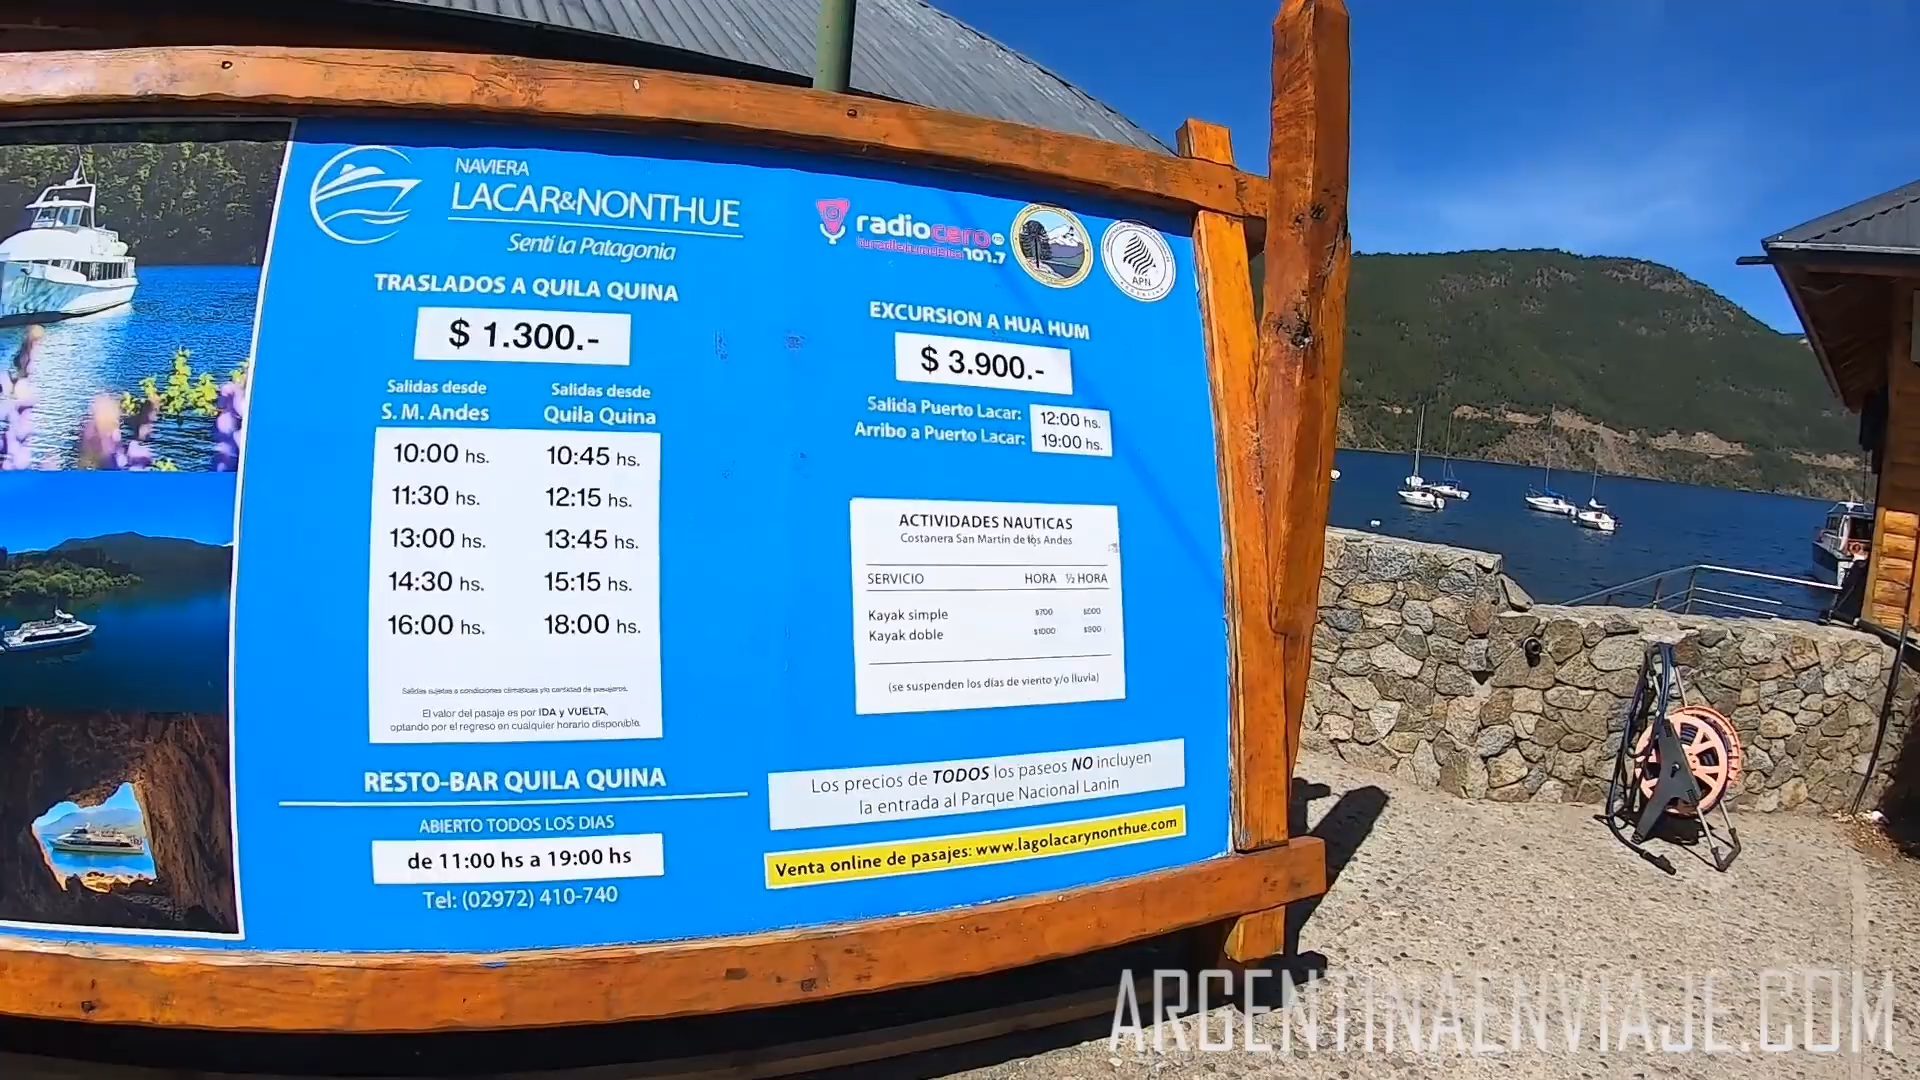 NAVIERA
LACAR&NONTHUE
Sentí la Patagonia
TRASLADOS A QUILA QUINA
$ 1.300.-
Salidas desde
S. M. Andes
Salidas desde
Quila Quina
10:00 hs. 10:45 hs.
11:30 hs. 12:15 hs.
13:00 hs. 13:45 hs.
14:30 hs. 15:15 hs.
16:00 hs. 18:00 hs.
Salidas sujetas a condiciones climáticas y/o cantidad de pasajeros.
El valor del pasaje es por IDA y VUELTA,
optando por el regreso en cualquier horario disponible.
RESTO-BAR QUILA QUINA
ABIERTO TODOS LOS DIAS
de 11:00 hs a 19:00 hs
Tel: (02972) 410-740
radiocero
101.7
APN
EXCURSION A HUA HUM
$ 3.900.-
Salida Puerto Lacar: 12:00 hs.
Arribo a Puerto Lacar: 19:00 hs.
ACTIVIDADES NAUTICAS
Costanera San Martín de los Andes
SERVICIO HORA ½ HORA
Kayak simple $700
Kayak doble $1000 $900
(se suspenden los días de viento y/o lluvia)
Los precios de TODOS los paseos NO incluyen
la entrada al Parque Nacional Lanin
Venta online de pasajes: www.lagolacarynonthue.com
ARGENTINAENVIAJE.COM